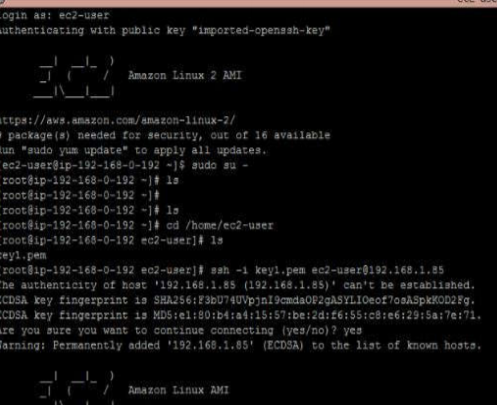 login as: ec2-user
Authenticating with public key "imported-openssh-key"
__| __|_ )
_| ( / Amazon Linux 2 AMI
___|\___|___|
https://aws.amazon.com/amazon-linux-2/
package(s) needed for security, out of 16 available
Run "sudo yum update" to apply all updates.
[ec2-user@ip-192-168-0-192 ~]$ sudo su -
[root@ip-192-168-0-192 ~]# ls
[root@ip-192-168-0-192 ~]#
[root@ip-192-168-0-192 ~]# ls
[root@ip-192-168-0-192 ~]# cd /home/ec2-user
[root@ip-192-168-0-192 ec2-user]# ls
key1.pem
[root@ip-192-168-0-192 ec2-user]# ssh -i key1.pem ec2-user@192.168.1.85
The authenticity of host '192.168.1.85 (192.168.1.85)' can't be established.
ECDSA key fingerprint is
ECDSA key fingerprint is MD5:e1:80:b4:a4:15:57:be:2d:f6:55:c8:e6:29:5a:7e:71.
Are you sure you want to continue connecting (yes/no)? yes
Warning: Permanently added '192.168.1.85' (ECDSA) to the list of known hosts.
__| __|_ )
_| ( / Amazon Linux AMI